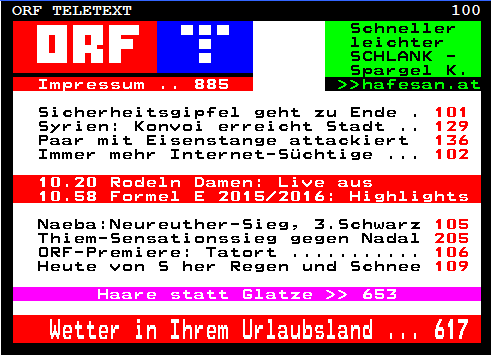 ORF TELETEXT 100
ORF T
Schneller
leichter
SCHLANK -
Spargel K.
Impressum .. 885 >>hafesan.at
Sicherheitsgipfel geht zu Ende . 101
Syrien: Konvoi erreicht Stadt .. 129
Paar mit Eisenstange attackiert 136
Immer mehr Internet-Süchtige ... 102
10.20 Rodeln Damen: Live aus
10.58 Formel E 2015/2016: Highlights
Naeba:Neureuther-Sieg, 3.Schwarz 105
Thiem-Sensationssieg gegen Nadal 205
ORF-Premiere: Tatort ........... 106
Heute von S her Regen und Schnee 109
Haare statt Glatze >> 653
Wetter in Ihrem Urlaubsland ... 617